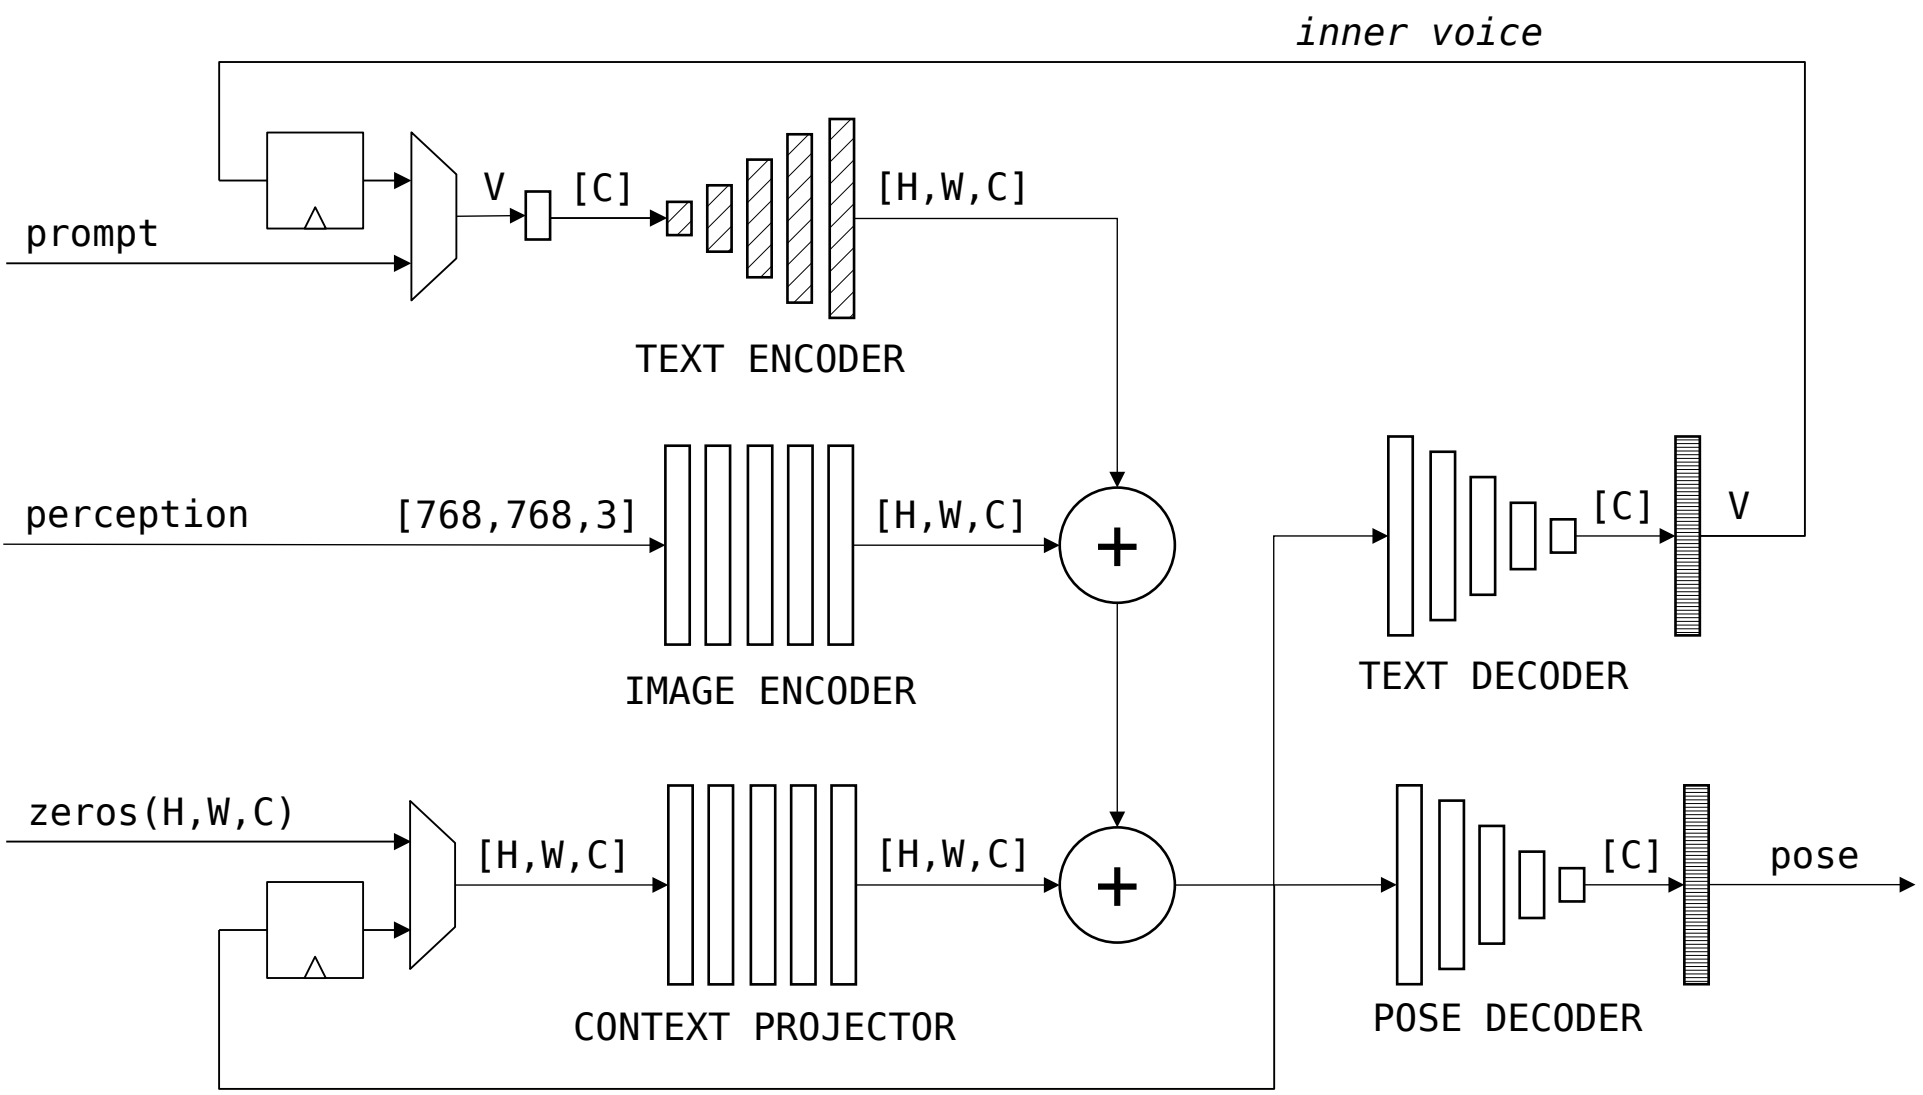 inner voice
V
[C]
[H,W,C]
prompt
TEXT ENCODER
perception
[768,768,3]
[H,W,C]
+
[C]
V
IMAGE ENCODER
TEXT DECODER
zeros(H,W,C)
[H,W,C]
[H,W,C]
+
[C]
pose
CONTEXT PROJECTOR
POSE DECODER